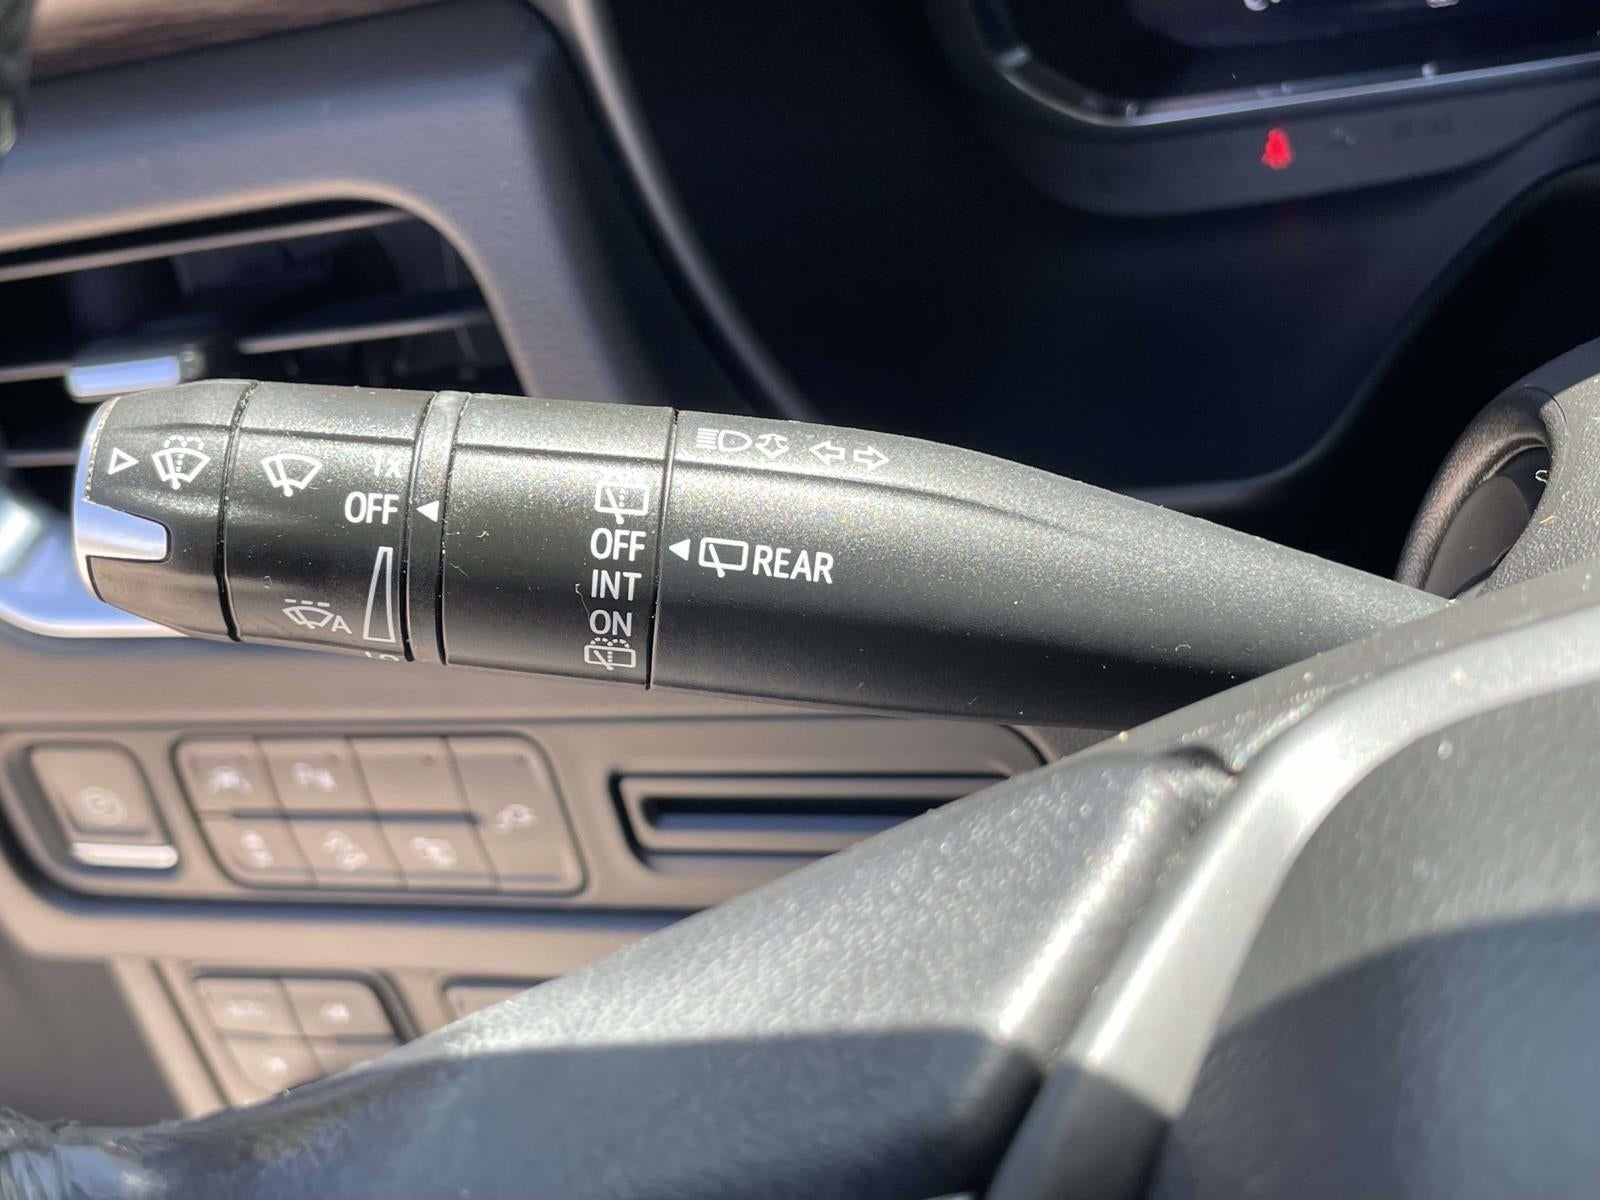 1x
OFF
A
OFF
INT
ON
REAR